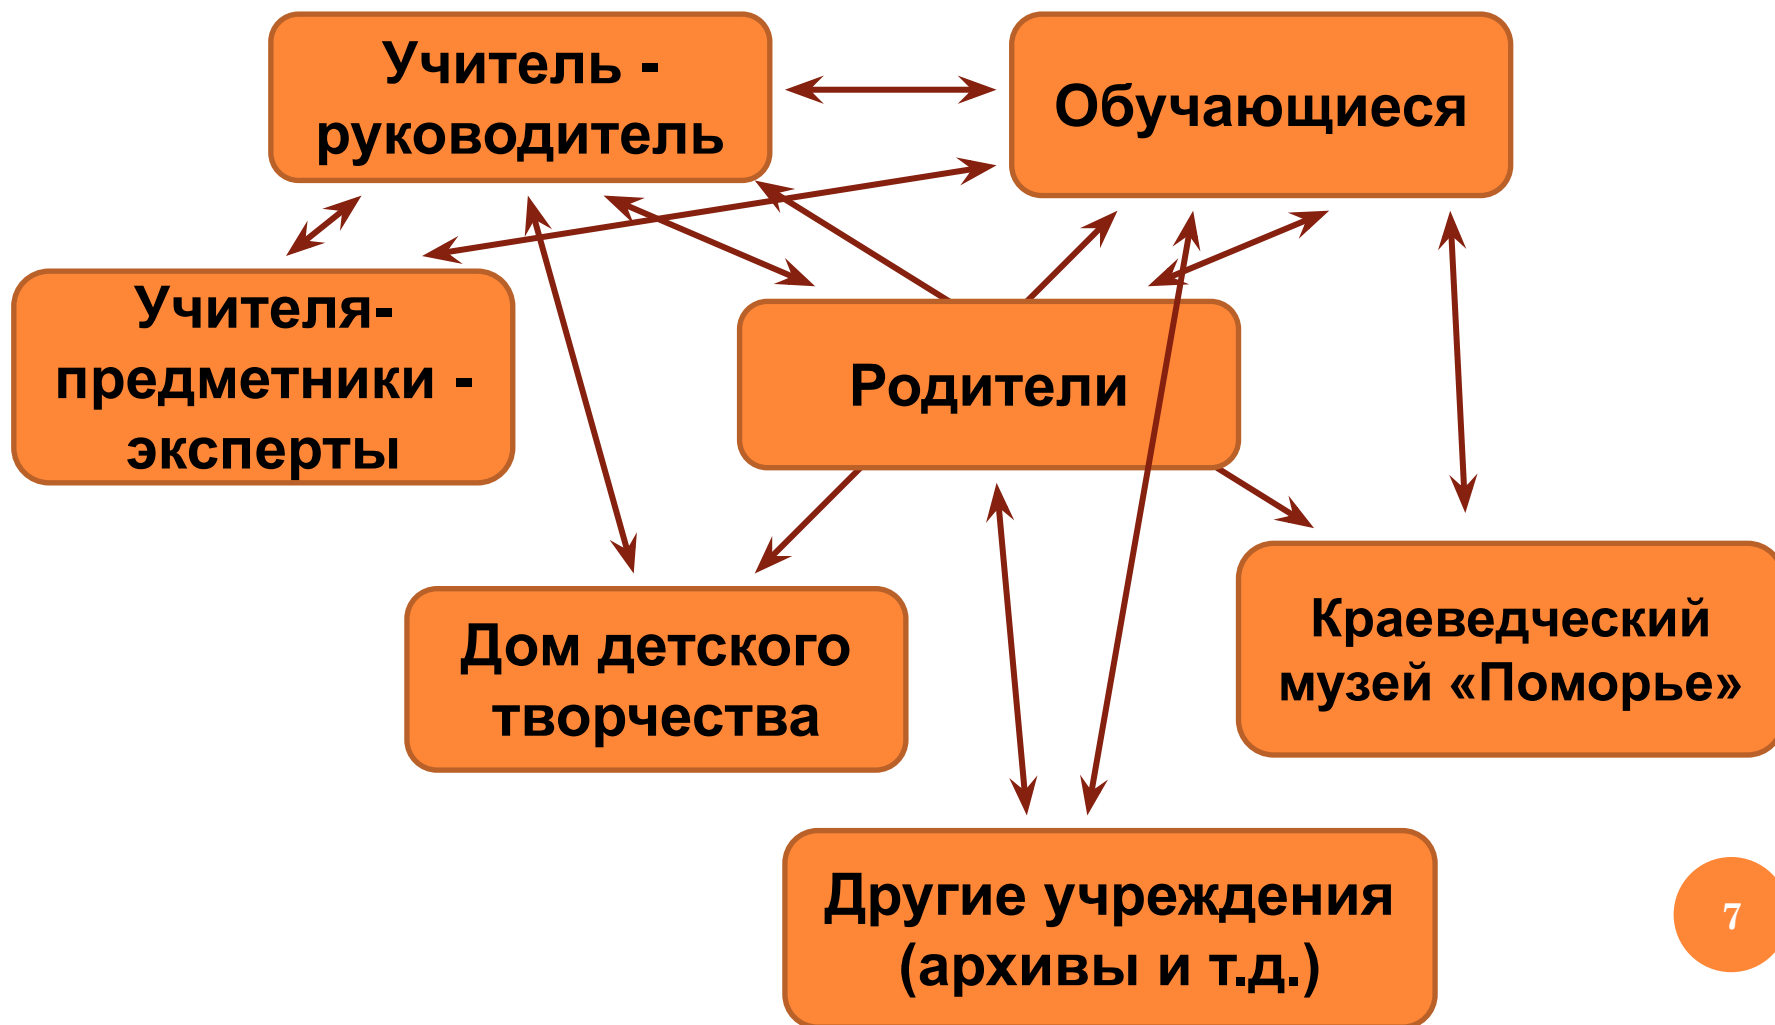 Учитель -
руководитель
Обучающиеся
Учителя-
предметники -
эксперты
Родители
Дом детского
творчества
Краеведческий
музей «Поморье»
Другие учреждения
(архивы и т.д.)
7